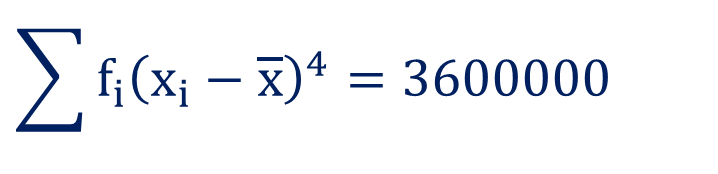 ∑ fᵢ(xᵢ − x̅)⁴ = 3600000